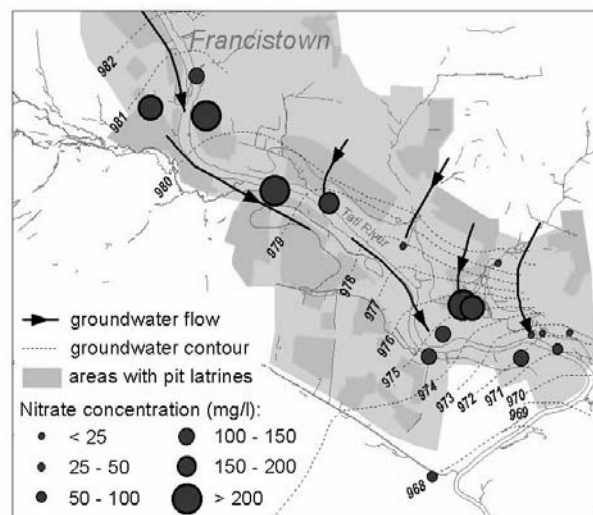 Francistown
982
981
980
979
978
977
976
975
974
973
972
971
970
969
968
Tati River
groundwater flow
groundwater contour
areas with pit latrines
Nitrate concentration (mg/l):
< 25
25 - 50
50 - 100
100 - 150
150 - 200
> 200